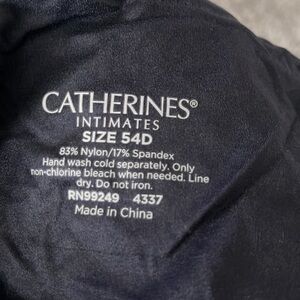 CATHERINES®
INTIMATES
SIZE 54D
83% Nylon/17% Spandex
Hand wash cold separately. Only
non-chlorine bleach when needed. Line
dry. Do not iron.
RN99249 4337
Made in China